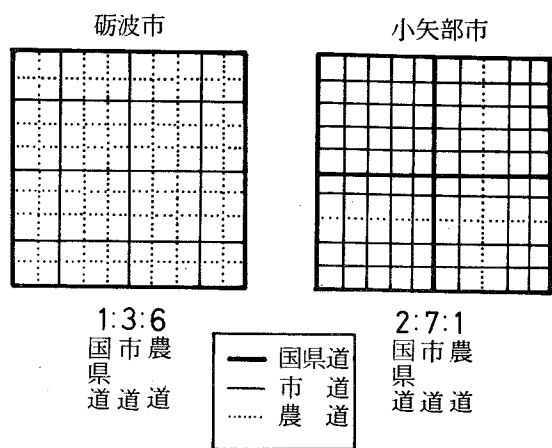 砺波市
小矢部市
1:3:6
国県道 市道 農道
2:7:1
国県道 市道 農道
国県道
市 道
農 道